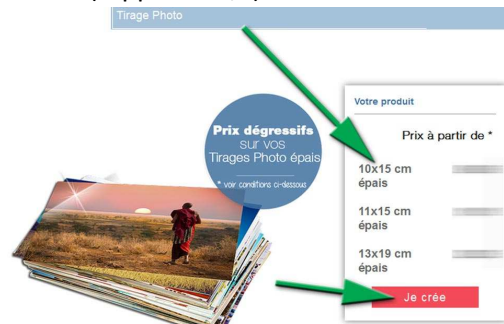 Tirage Photo
Votre produit
Prix à partir de *
Prix dégressifs
sur vos
Tirages Photo épais
* voir conditions ci-dessous
10x15 cm
épais
11x15 cm
épais
13x19 cm
épais
Je crée